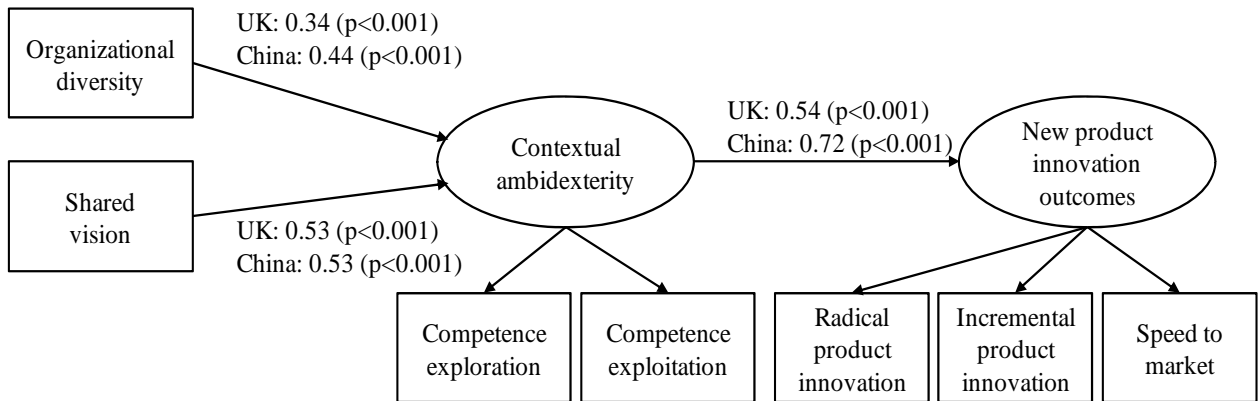 Organizational
diversity
UK: 0.34 (p<0.001)
China: 0.44 (p<0.001)
Shared
vision
UK: 0.53 (p<0.001)
China: 0.53 (p<0.001)
Contextual
ambidexterity
UK: 0.54 (p<0.001)
China: 0.72 (p<0.001)
New product
innovation
outcomes
Competence
exploration
Competence
exploitation
Radical
product
innovation
Incremental
product
innovation
Speed to
market